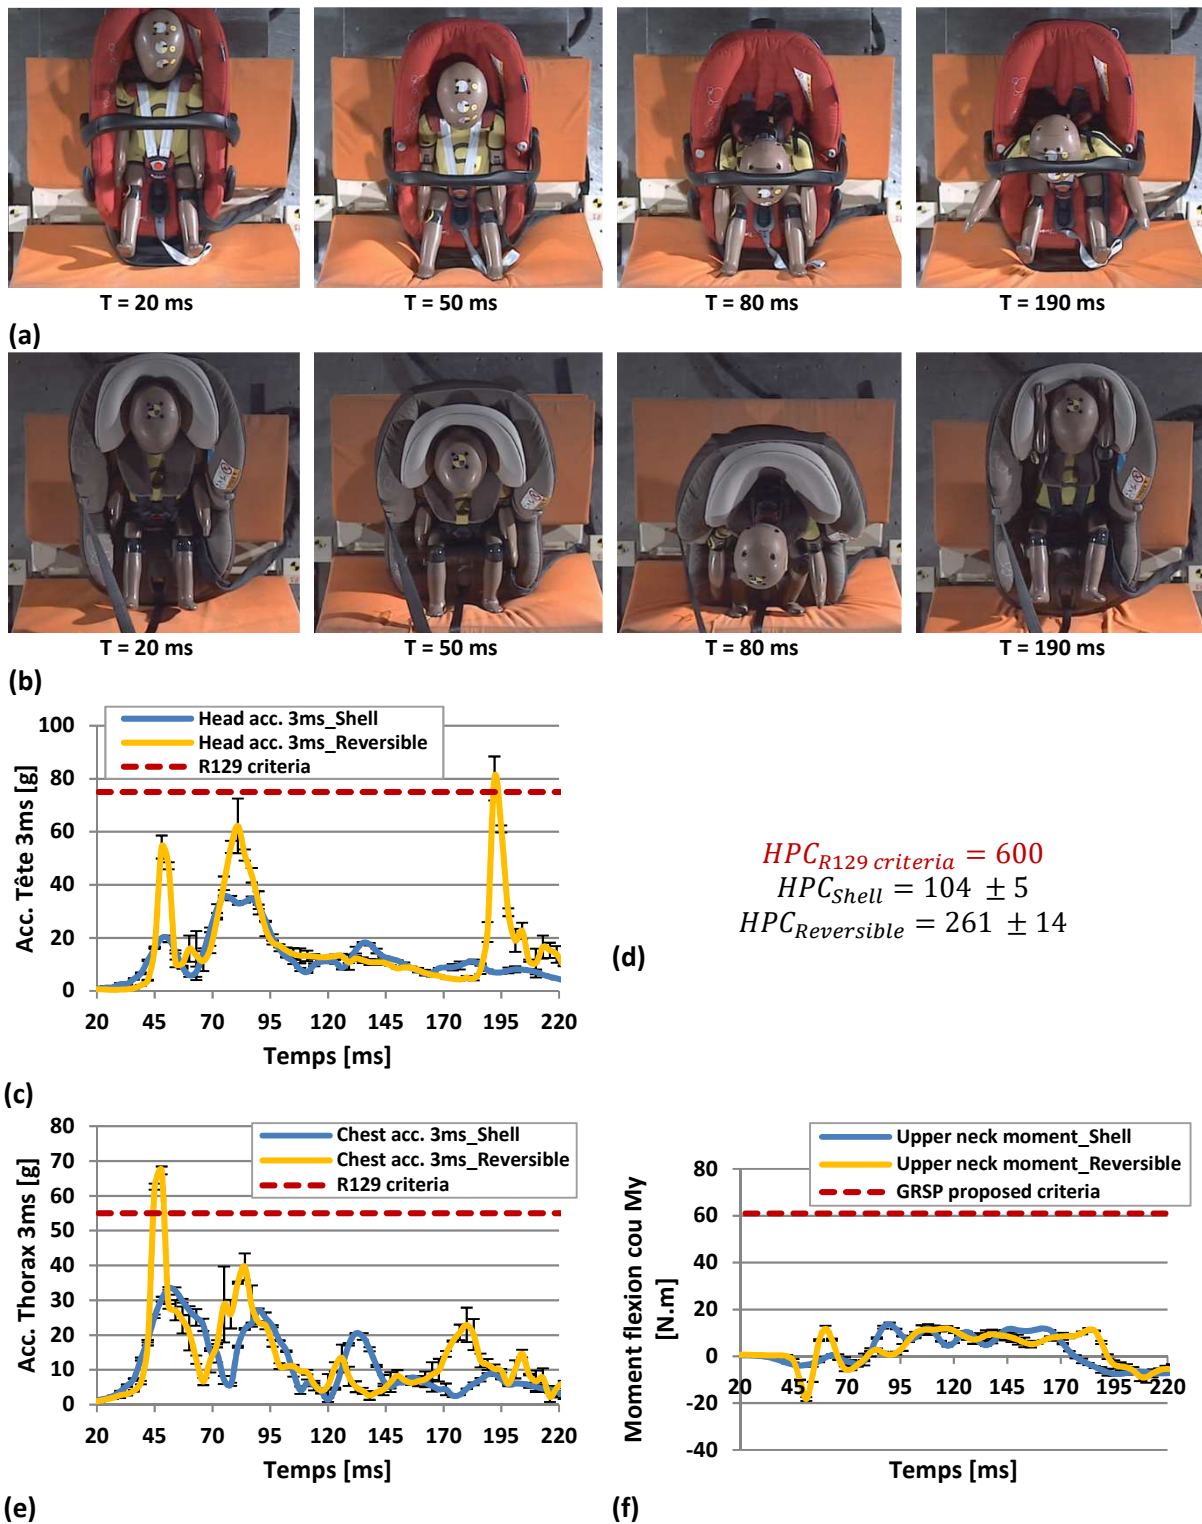 T = 20 ms
T = 50 ms
T = 80 ms
T = 190 ms
(a)
T = 20 ms
T = 50 ms
T = 80 ms
T = 190 ms
(b)
Head acc. 3ms_Shell
Head acc. 3ms_Reversible
R129 criteria
Acc. Tête 3ms [g]
100
80
60
40
20
0
20 45 70 95 120 145 170 195 220
Temps [ms]
(c)
HPC_R129 criteria = 600
HPC_Shell = 104 ± 5
HPC_Reversible = 261 ± 14
(d)
Chest acc. 3ms_Shell
Chest acc. 3ms_Reversible
R129 criteria
Acc. Thorax 3ms [g]
80
70
60
50
40
30
20
10
0
20 45 70 95 120 145 170 195 220
Temps [ms]
(e)
Upper neck moment_Shell
Upper neck moment_Reversible
GRSP proposed criteria
Moment flexion cou My
[N.m]
80
60
40
20
0
-20
-40
20 45 70 95 120 145 170 195 220
Temps [ms]
(f)